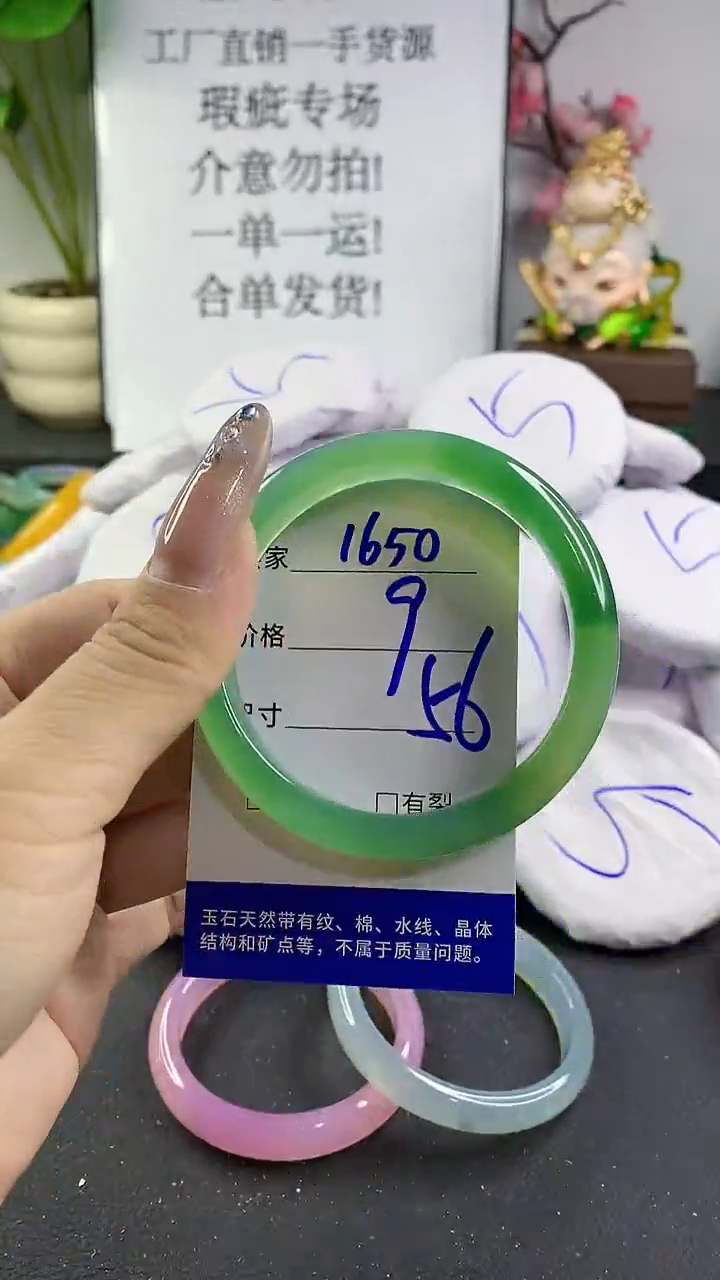 工厂直销一手货源
瑕疵专场
介意勿拍!
一单一运!
合单发货!
家 1650
价格 9
尺寸 56
有裂
玉石天然带有纹、棉、水线、晶体
结构和矿点等，不属于质量问题。